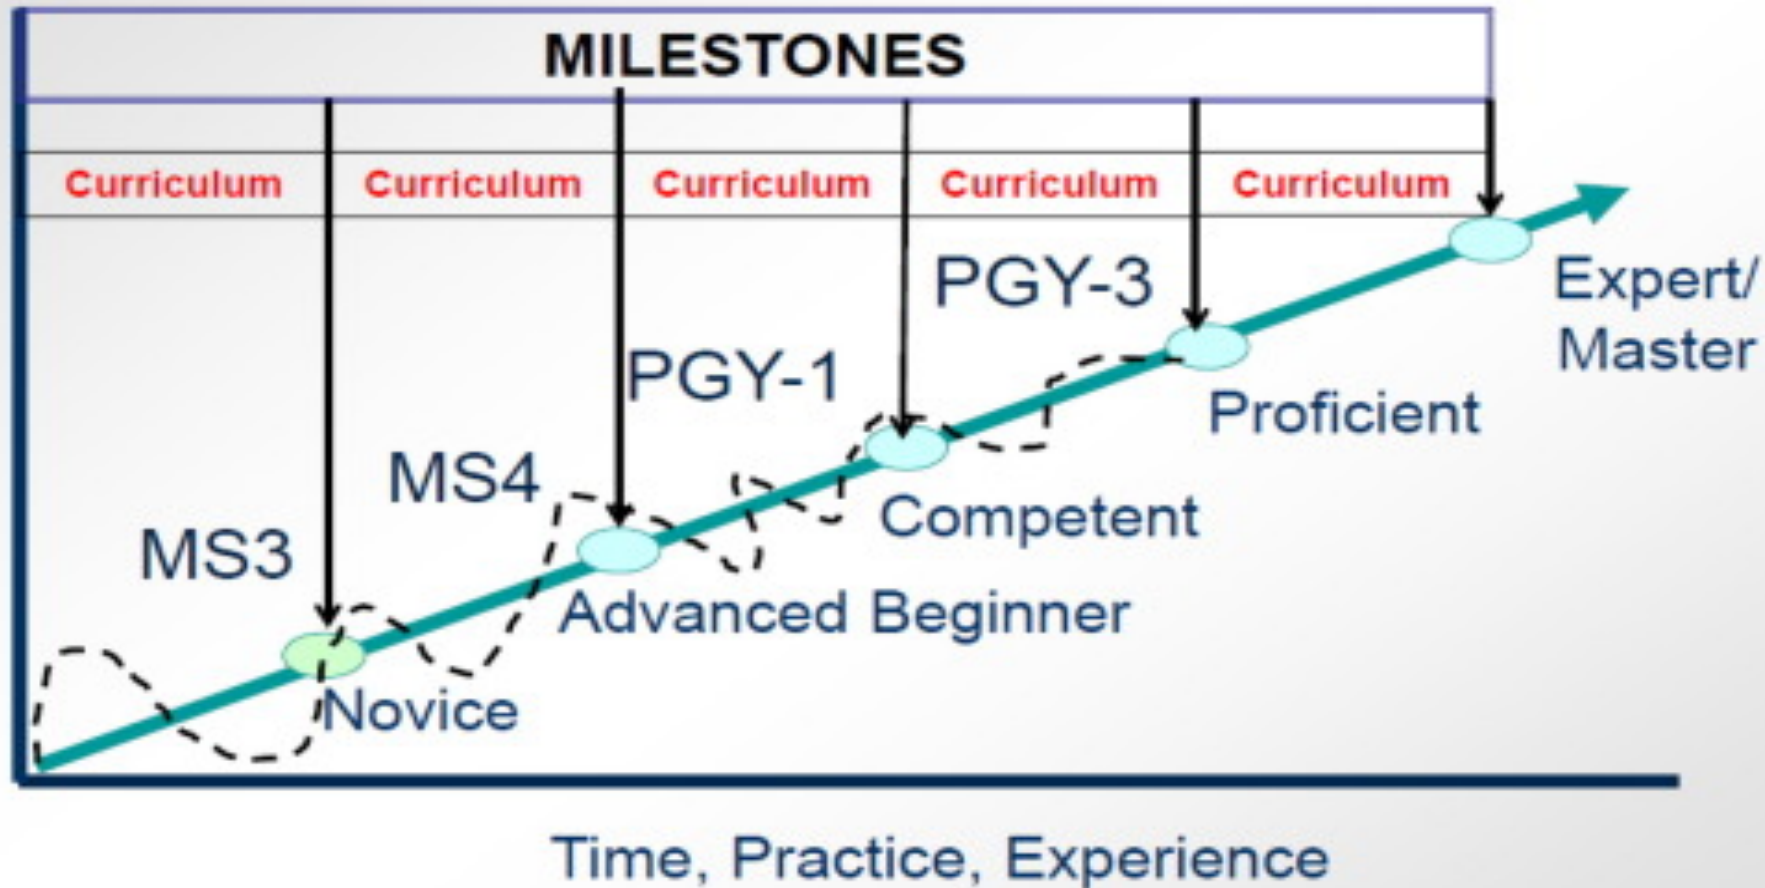 MILESTONES
Curriculum Curriculum Curriculum Curriculum Curriculum
PGY-3
Expert/
Master
PGY-1
Proficient
MS4
Competent
MS3
Advanced Beginner
Novice
Time, Practice, Experience